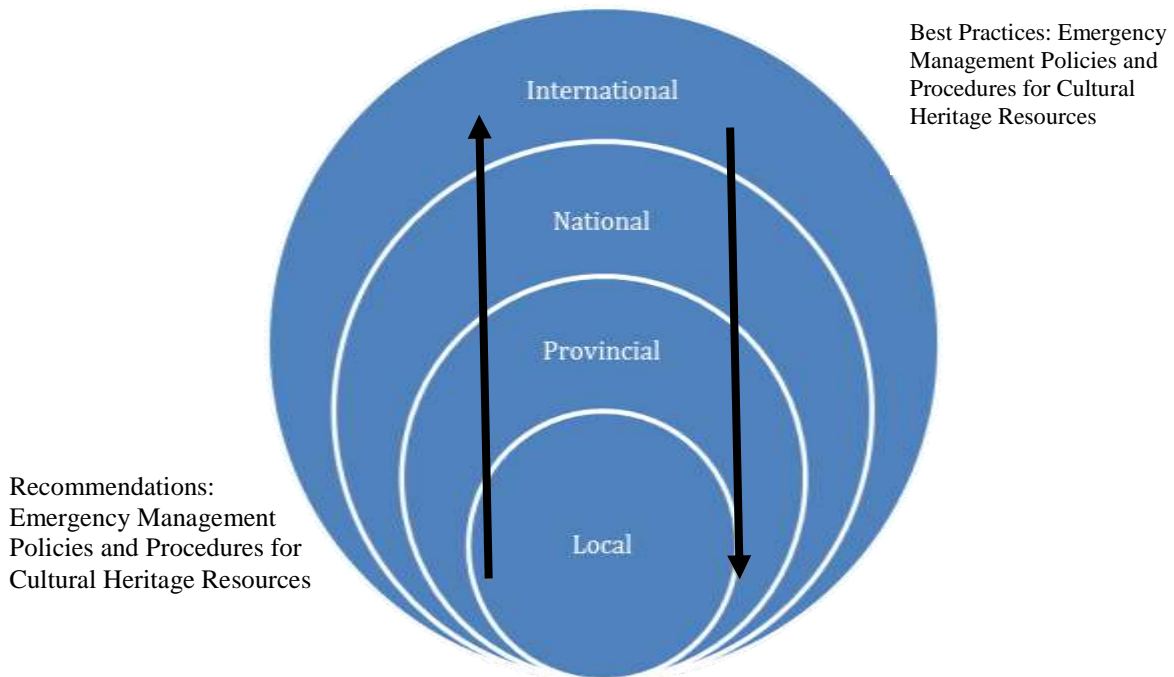 Best Practices: Emergency
Management Policies and
Procedures for Cultural
Heritage Resources
International
National
Provincial
Local
Recommendations:
Emergency Management
Policies and Procedures for
Cultural Heritage Resources